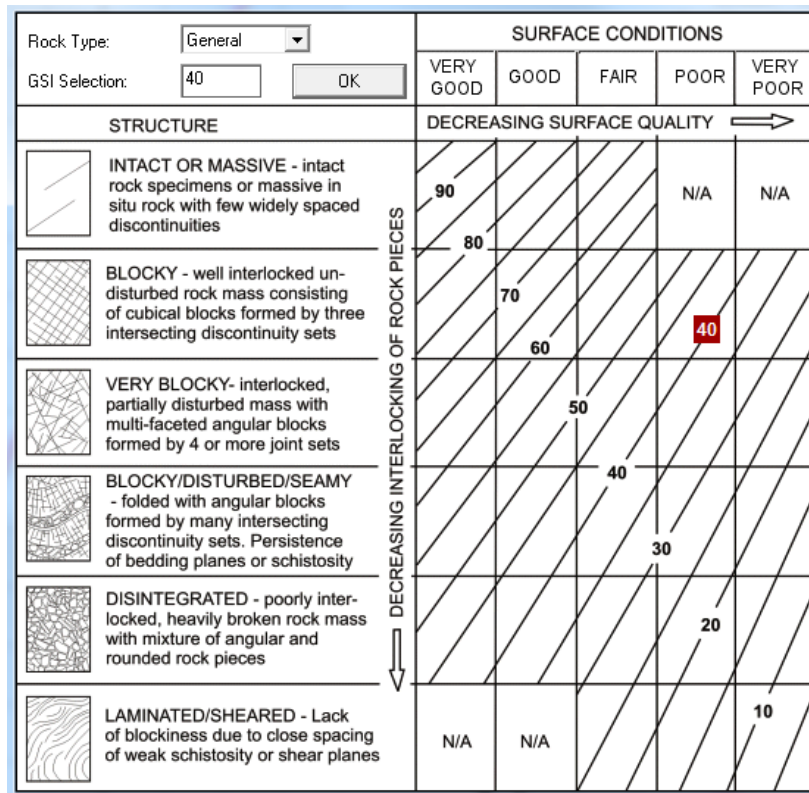 Rock Type:
General
GSI Selection:
40
OK
SURFACE CONDITIONS
VERY
GOOD
GOOD
FAIR
POOR
VERY
POOR
STRUCTURE
DECREASING SURFACE QUALITY
DECREASING INTERLOCKING OF ROCK PIECES
INTACT OR MASSIVE - intact
rock specimens or massive in
situ rock with few widely spaced
discontinuities
BLOCKY - well interlocked un-
disturbed rock mass consisting
of cubical blocks formed by three
intersecting discontinuity sets
VERY BLOCKY- interlocked,
partially disturbed mass with
multi-faceted angular blocks
formed by 4 or more joint sets
BLOCKY/DISTURBED/SEAMY
- folded with angular blocks
formed by many intersecting
discontinuity sets. Persistence
of bedding planes or schistosity
DISINTEGRATED - poorly inter-
locked, heavily broken rock mass
with mixture of angular and
rounded rock pieces
LAMINATED/SHEARED - Lack
of blockiness due to close spacing
of weak schistosity or shear planes
90
N/A
N/A
80
70
40
60
50
40
30
20
10
N/A
N/A